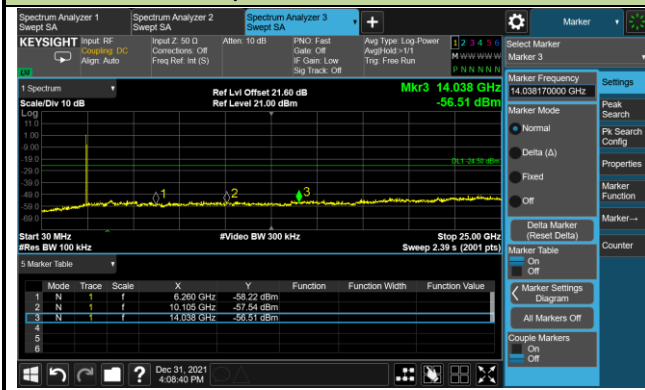 Spectrum Analyzer 1
Swept SA
Spectrum Analyzer 2
Swept SA
Spectrum Analyzer 3
Swept SA
Marker
KEYSIGHT
Input: RF
Coupling: DC
Align: Auto
Input Z: 50 Ω
Corrections: Off
Freq Ref: Int (S)
Atten: 10 dB
PNO: Fast
Gate: Off
IF Gain: Low
Sig Track: Off
Avg Type: Log-Power
Avg|Hold:>1/1
Trig: Free Run
1 2 3 4 5 6
M W W W W W
P N N N N N
LNI
1 Spectrum
Scale/Div 10 dB
Ref Lvl Offset 21.60 dB
Ref Level 21.00 dBm
Mkr3 14.038 GHz
-56.51 dBm
Log
11.0
1.00
-9.00
-19.0
-29.0
-39.0
-49.0
-59.0
-69.0
DL1 -24.50 dBm
1
2
3
Start 30 MHz
#Res BW 100 kHz
#Video BW 300 kHz
Stop 25.00 GHz
Sweep 2.39 s (2001 pts)
5 Marker Table
Mode Trace Scale X Y Function Function Width Function Value
1 N 1 f 6.260 GHz -58.22 dBm
2 N 1 f 10.105 GHz -57.54 dBm
3 N 1 f 14.038 GHz -56.51 dBm
4
5
6
Dec 31, 2021
4:08:40 PM
Select Marker
Marker 3
Marker Frequency
14.038170000 GHz
Marker Mode
Normal
Delta (Δ)
Fixed
Off
Delta Marker
(Reset Delta)
Marker Table
On
Off
Marker Settings
Diagram
All Markers Off
Couple Markers
On
Off
Settings
Peak
Search
Pk Search
Config
Properties
Marker
Function
Marker→
Counter